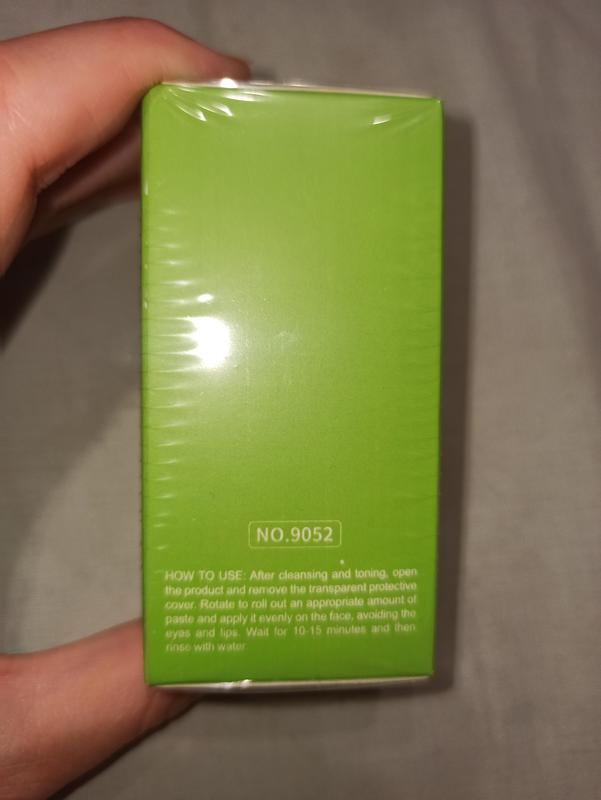 NO.9052
HOW TO USE: After cleansing and toning, open
the product and remove the transparent protective
cover. Rotate to roll out an appropriate amount of
paste and apply it evenly on the face, avoiding the
eyes and lips. Wait for 10-15 minutes and then
rinse with water